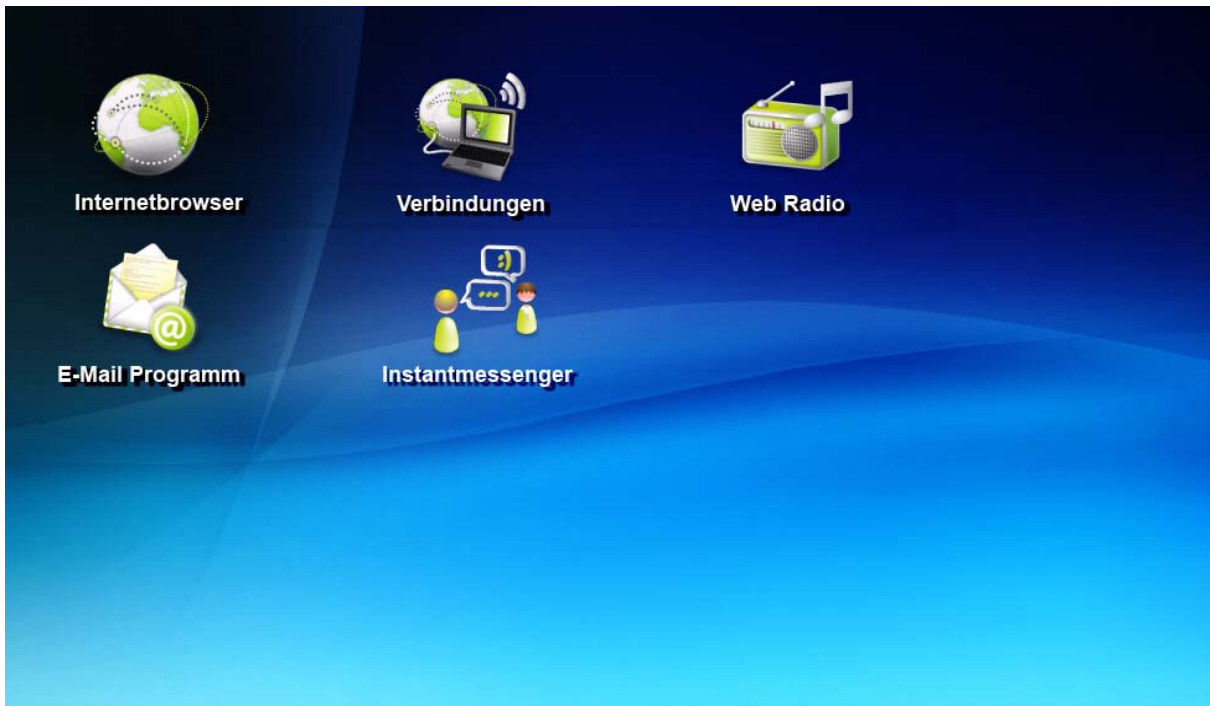 Internetbrowser
Verbindungen
Web Radio
E-Mail Programm
:)
...
Instantmessenger